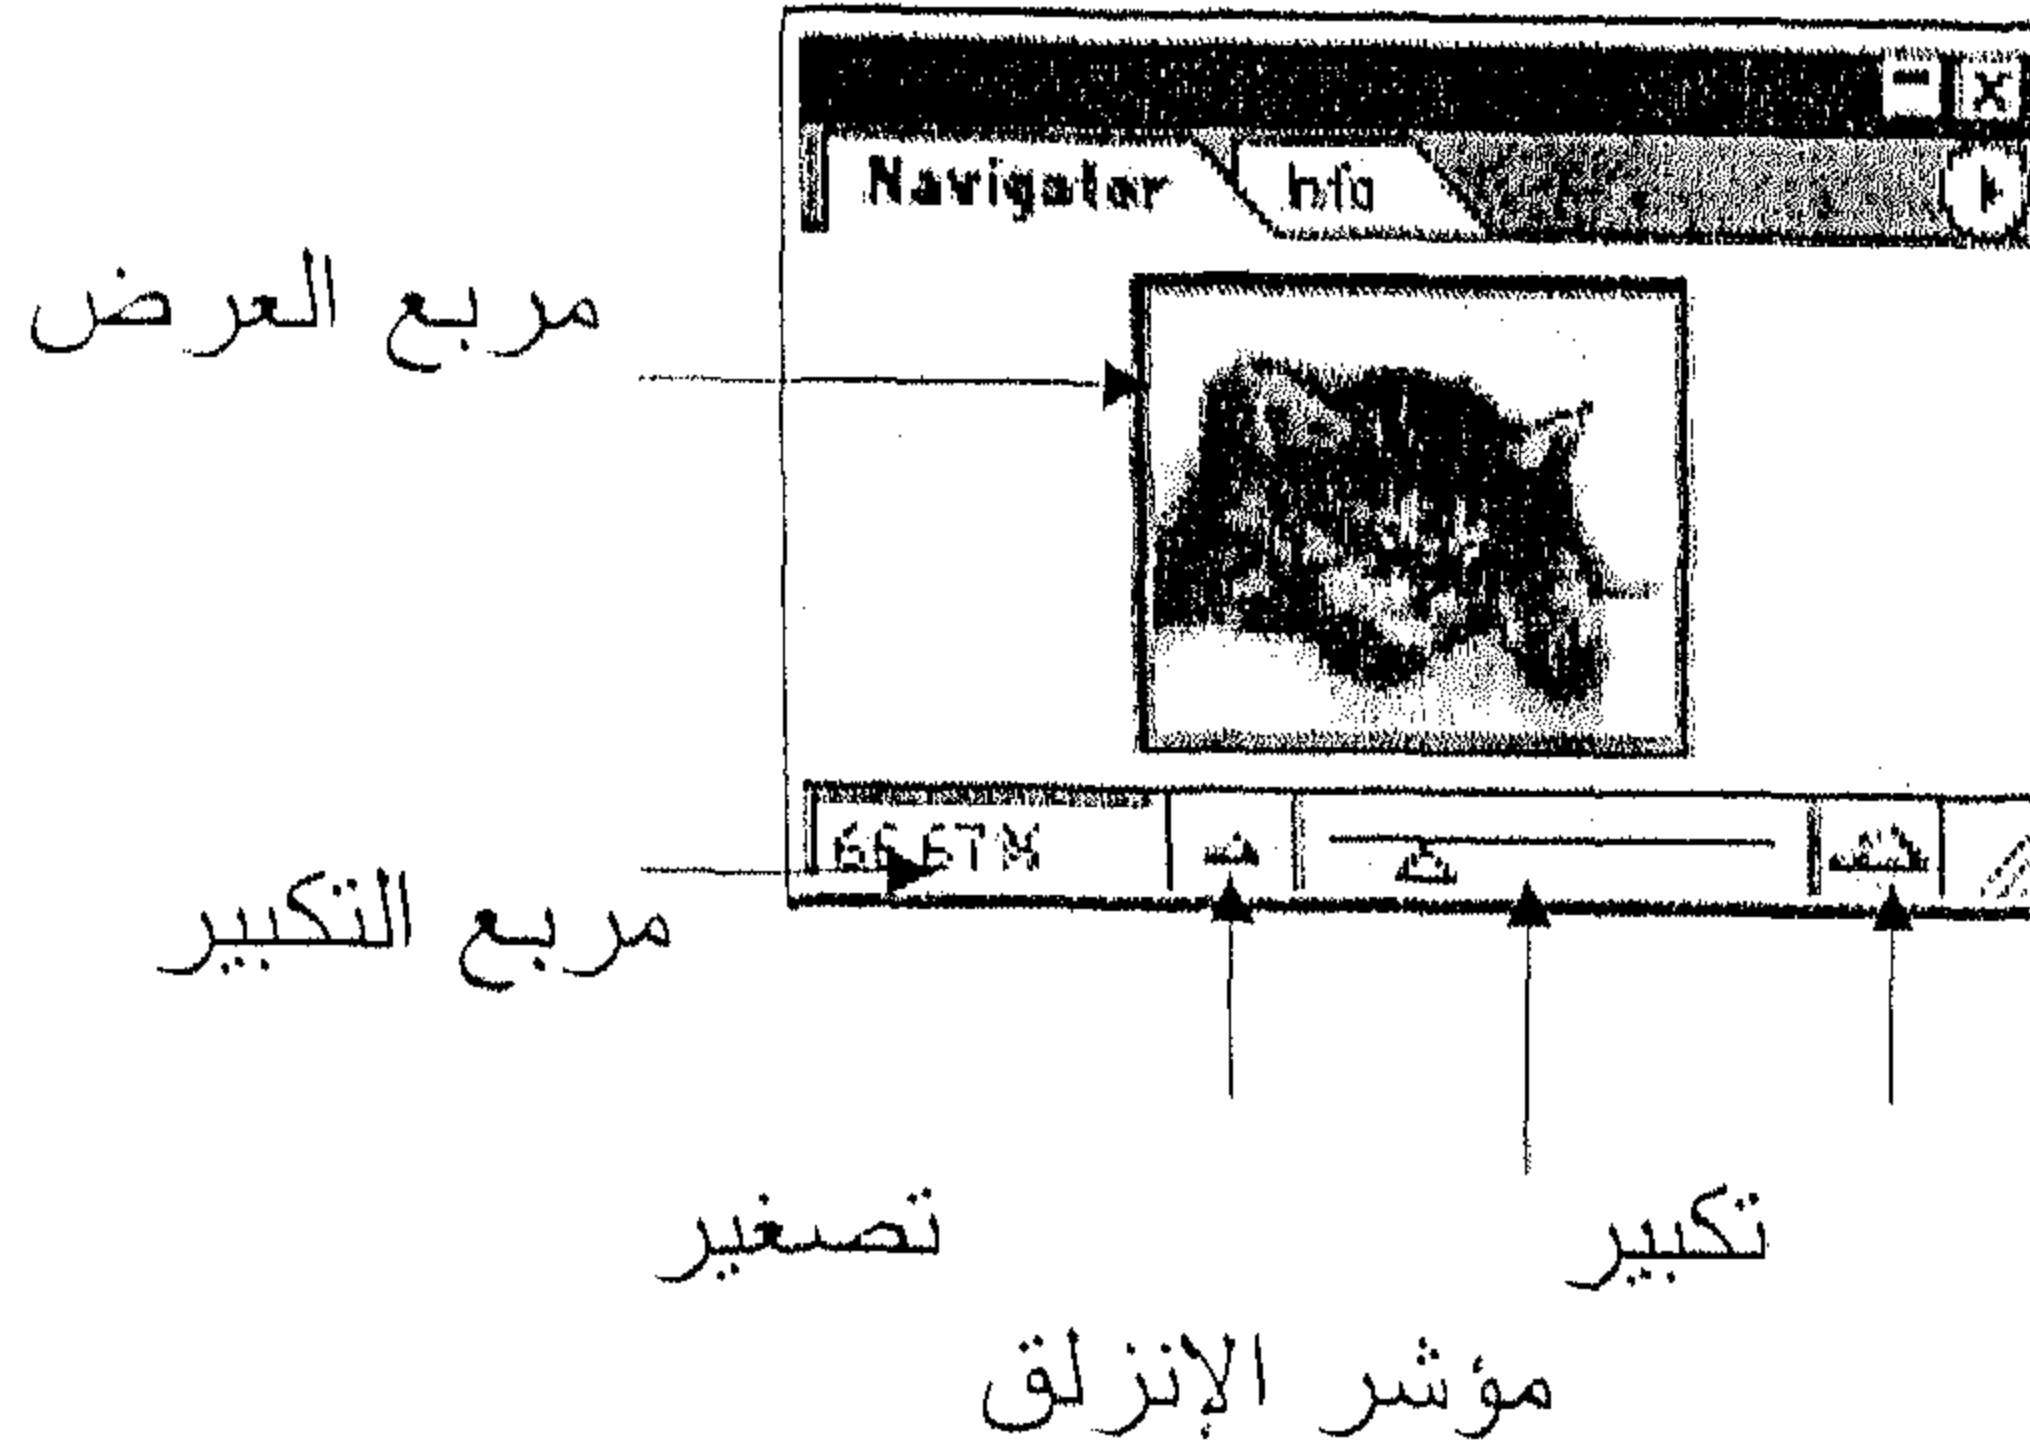 Navigator Info
مربع العرض
66.67%
مربع التكبير
تصغير
تكبير
مؤشر الإنزلق